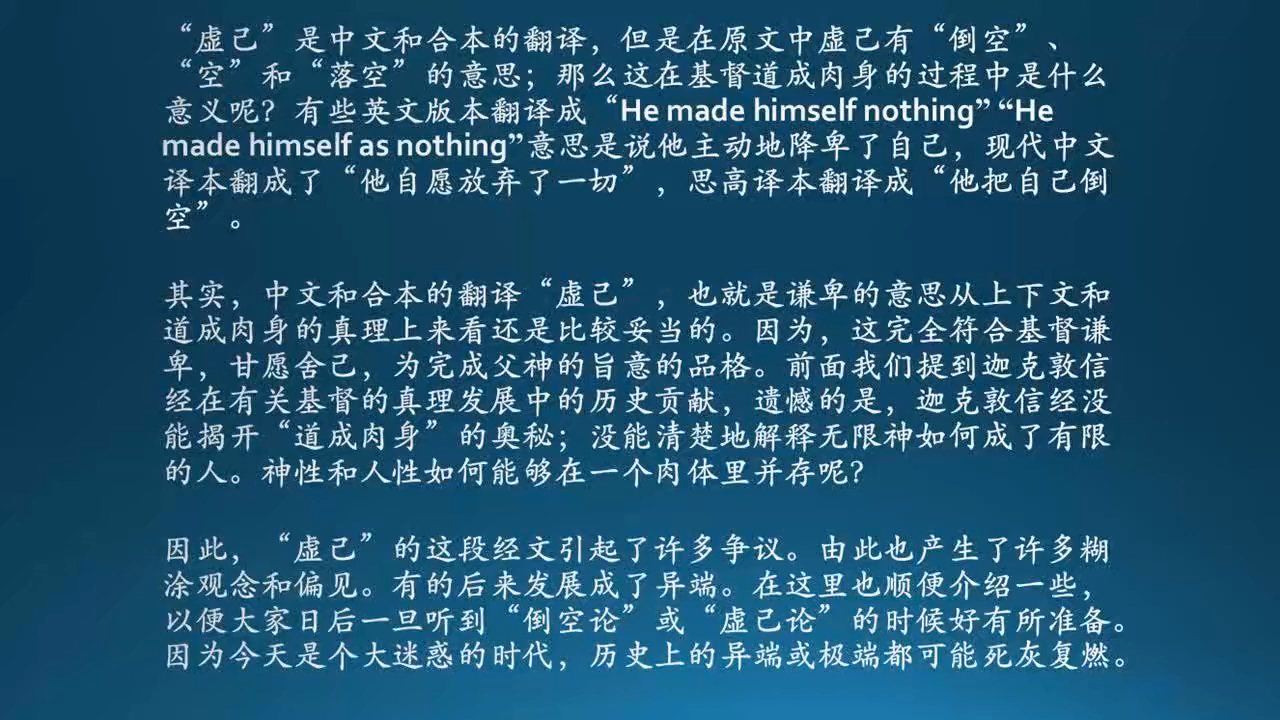 “虚己”是中文和合本的翻译，但是在原文中虚己有“倒空”、
“空”和“落空”的意思；那么这在基督道成肉身的过程中是什么
意义呢？有些英文版本翻译成“He made himself nothing” “He
made himself as nothing”意思是说他主动地降卑了自己，现代中文
译本翻成了“他自愿放弃了一切”，思高译本翻译成“他把自己倒
空”。
其实，中文和合本的翻译“虚己”，也就是谦卑的意思从上下文和
道成肉身的真理上来看还是比较妥当的。因为，这完全符合基督谦
卑，甘愿舍己，为完成父神的旨意的品格。前面我们提到迦克敦信
经在有关基督的真理发展中的历史贡献，遗憾的是，迦克敦信经没
能揭开“道成肉身”的奥秘；没能清楚地解释无限神如何成了有限
的人。神性和人性如何能够在一个肉体里并存呢？
因此，“虚己”的这段经文引起了许多争议。由此也产生了许多糊
涂观念和偏见。有的后来发展成了异端。在这里也顺便介绍一些，
以便大家日后一旦听到“倒空论”或“虚己论”的时候好有所准备。
因为今天是个大迷惑的时代，历史上的异端或极端都可能死灰复燃。